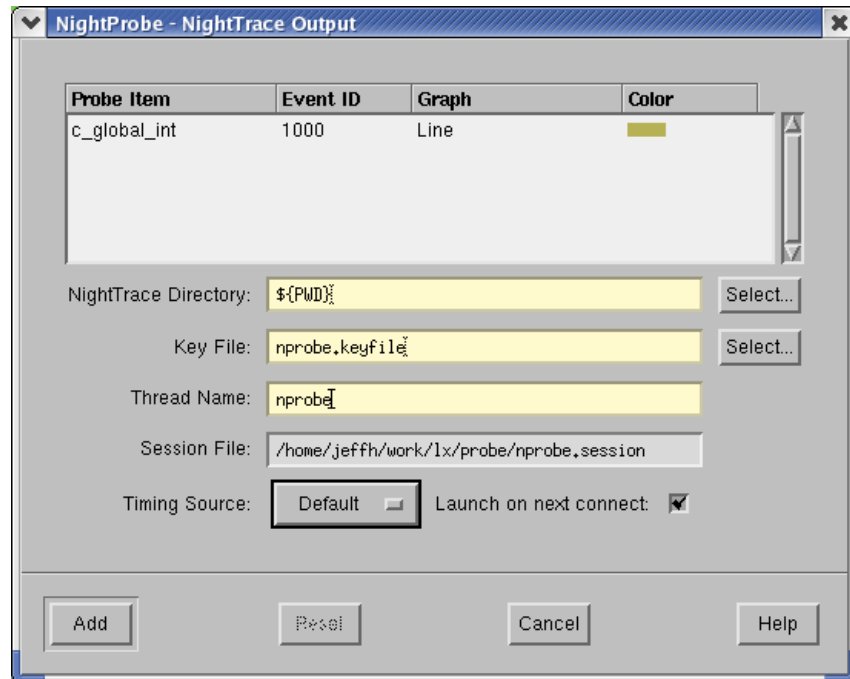 NightProbe - NightTrace Output
Probe Item Event ID Graph Color
c_global_int 1000 Line
NightTrace Directory: ${PWD} Select...
Key File: nprobe.keyfile Select...
Thread Name: nprobe
Session File: /home/jeffh/work/lx/probe/nprobe.session
Timing Source: Default Launch on next connect:
Add Reset Cancel Help